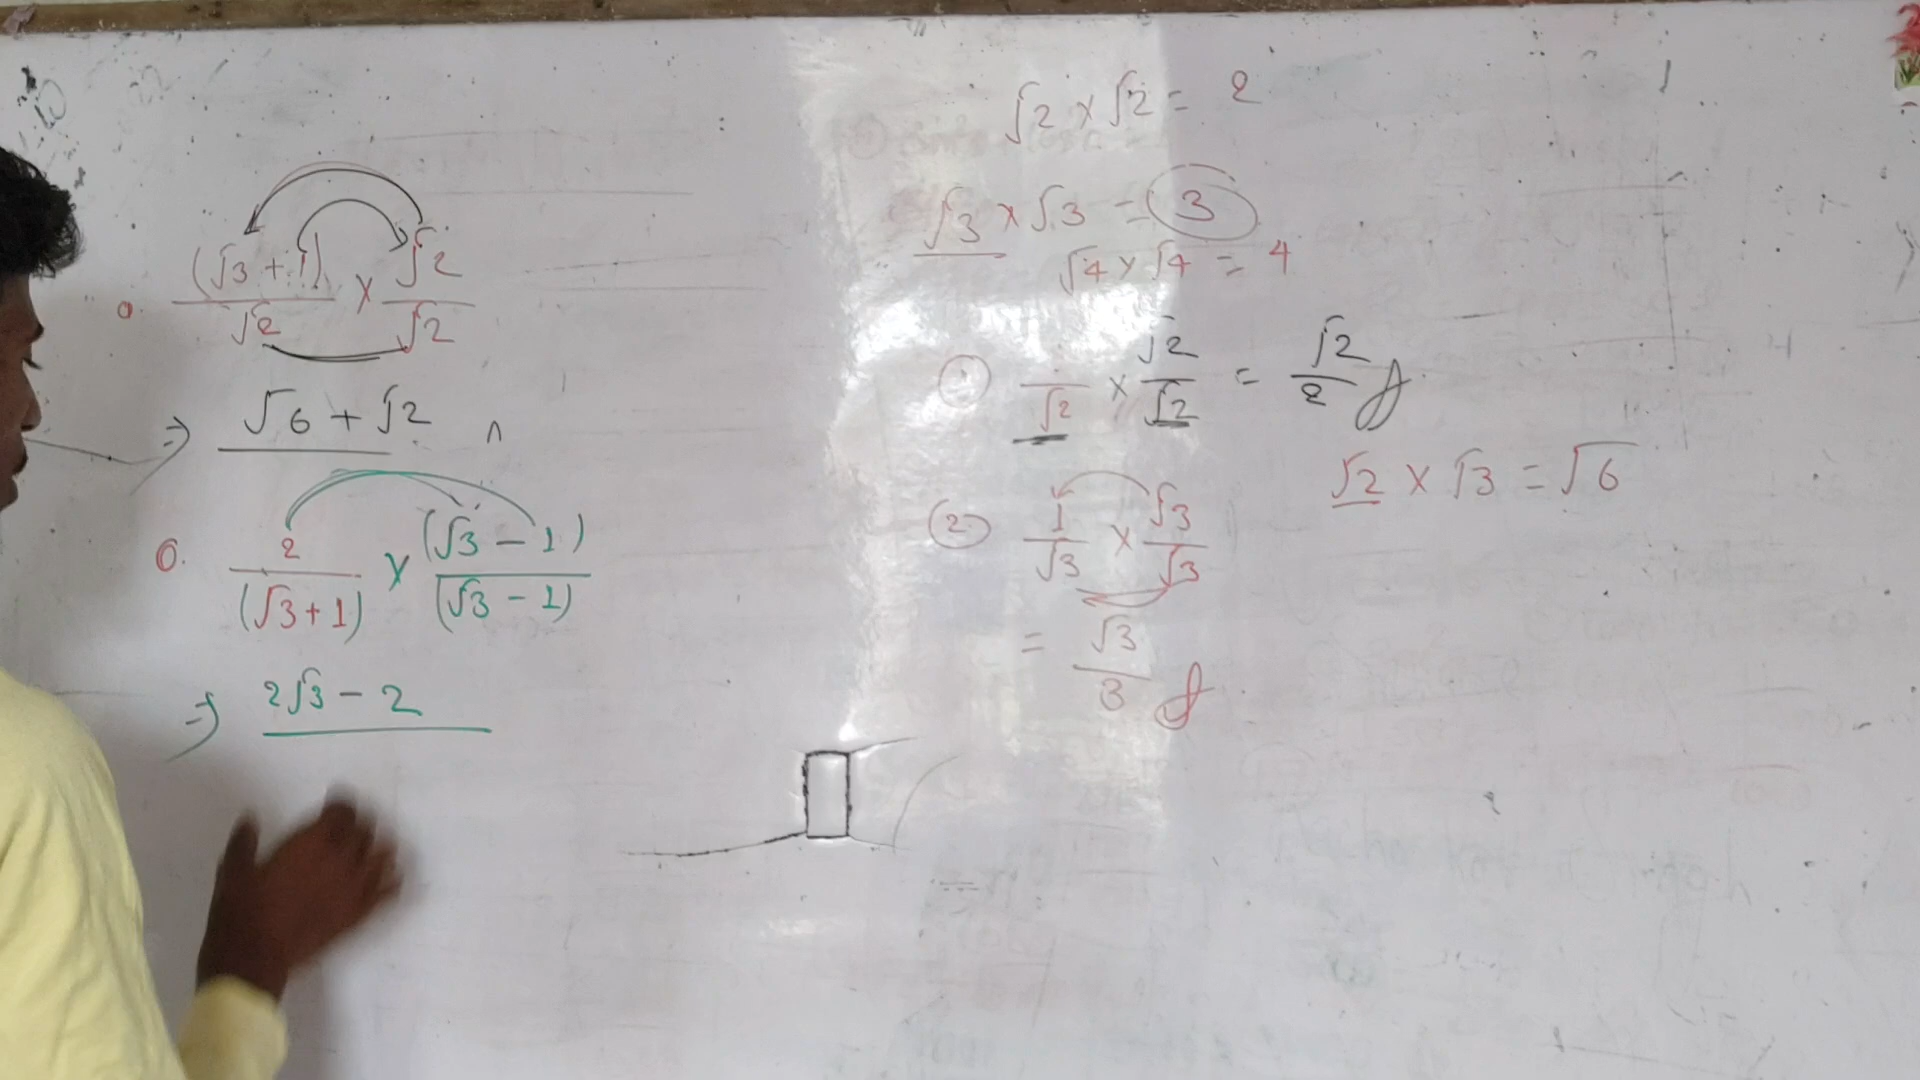 (√3 + 1)/√2 × √2/√2
⇒ √6 + √2
2/(√3+1) × (√3 - 1)/(√3 - 1)
⇒ 2√3 - 2
√2 × √2 = 2
√3 × √3 = 3
√4 × √4 = 4
① /√2 × √2/√2 = √2/2
√2 × √3 = √6
② 1/√3 × √3/√3
= √3/3